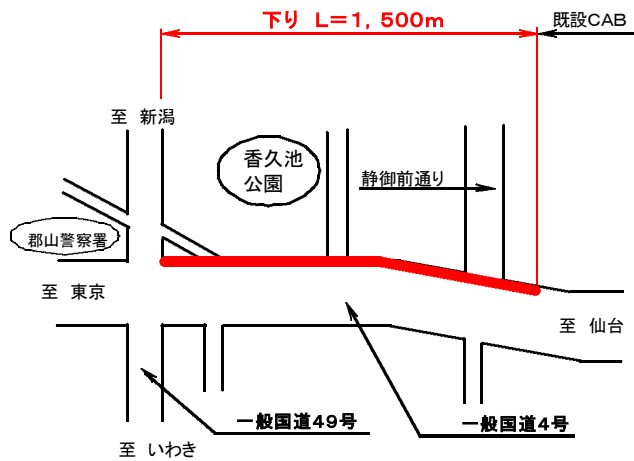 下り L=1,500m
既設CAB
至 新潟
香久池
公園
静御前通り
郡山警察署
至 東京
至 仙台
一般国道49号
一般国道4号
至 いわき